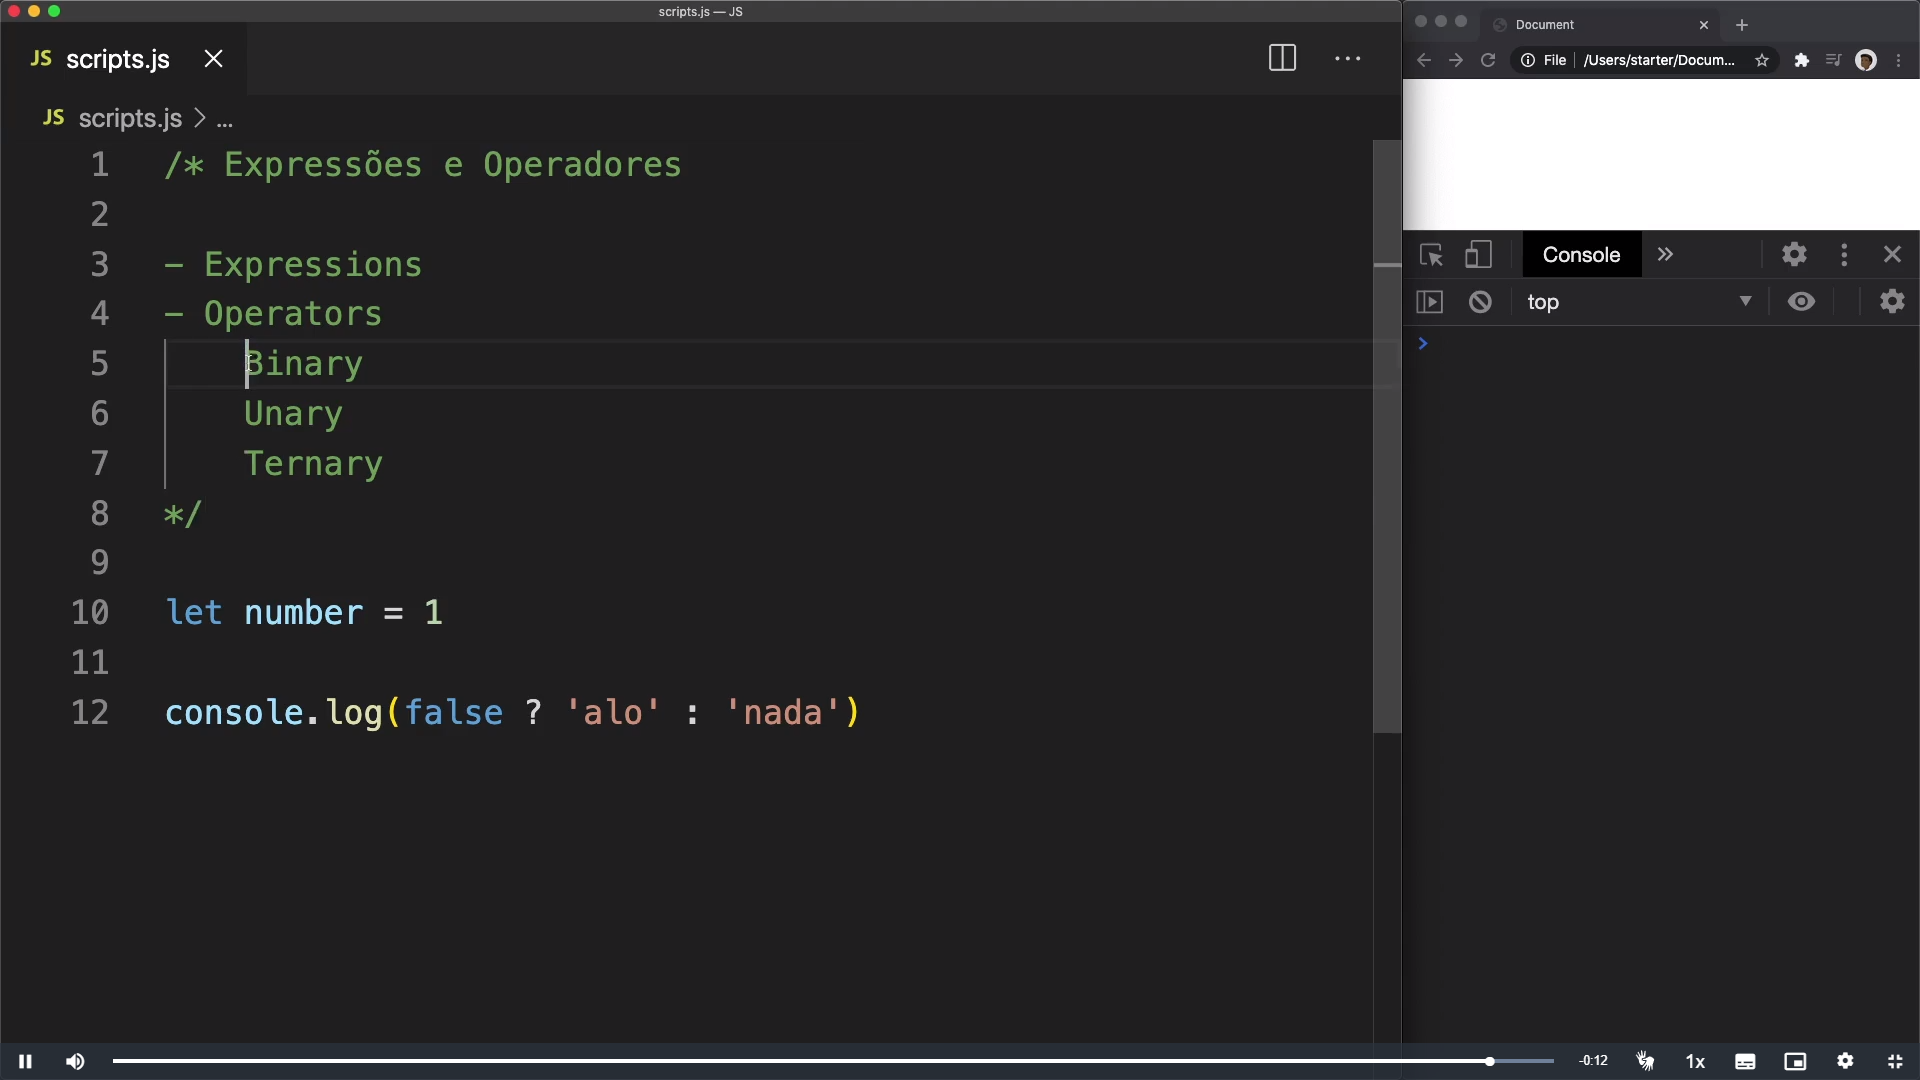 scripts.js — JS
JS scripts.js
JS scripts.js > ...
1 /* Expressões e Operadores
2
3 - Expressions
4 - Operators
5 Binary
6 Unary
7 Ternary
8 */
9
10 let number = 1
11
12 console.log(false ? 'alo' : 'nada')
Document
File /Users/starter/Docum...
Console
top
-0:12 1x